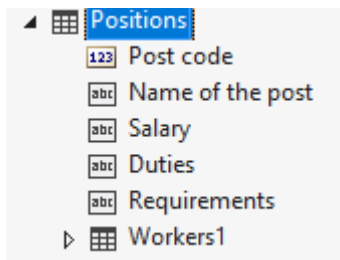 Positions
123 Post code
abc Name of the post
abc Salary
abc Duties
abc Requirements
Workers1